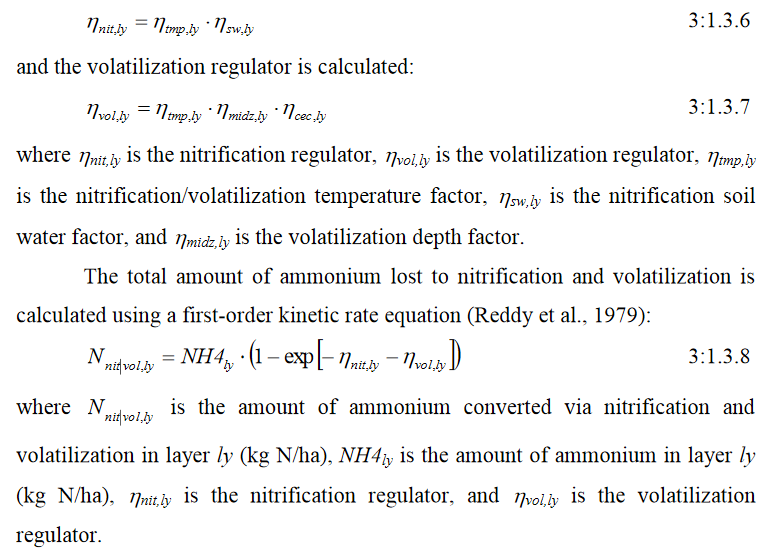 η_nit,ly = η_tmp,ly · η_sw,ly 3:1.3.6
and the volatilization regulator is calculated:
η_vol,ly = η_tmp,ly · η_midz,ly · η_cec,ly 3:1.3.7
where η_nit,ly is the nitrification regulator, η_vol,ly is the volatilization regulator, η_tmp,ly
is the nitrification/volatilization temperature factor, η_sw,ly is the nitrification soil
water factor, and η_midz,ly is the volatilization depth factor.
The total amount of ammonium lost to nitrification and volatilization is
calculated using a first-order kinetic rate equation (Reddy et al., 1979):
N_nit|vol,ly = NH4_ly · (1 − exp[− η_nit,ly − η_vol,ly]) 3:1.3.8
where N_nit|vol,ly is the amount of ammonium converted via nitrification and
volatilization in layer ly (kg N/ha), NH4_ly is the amount of ammonium in layer ly
(kg N/ha), η_nit,ly is the nitrification regulator, and η_vol,ly is the volatilization
regulator.